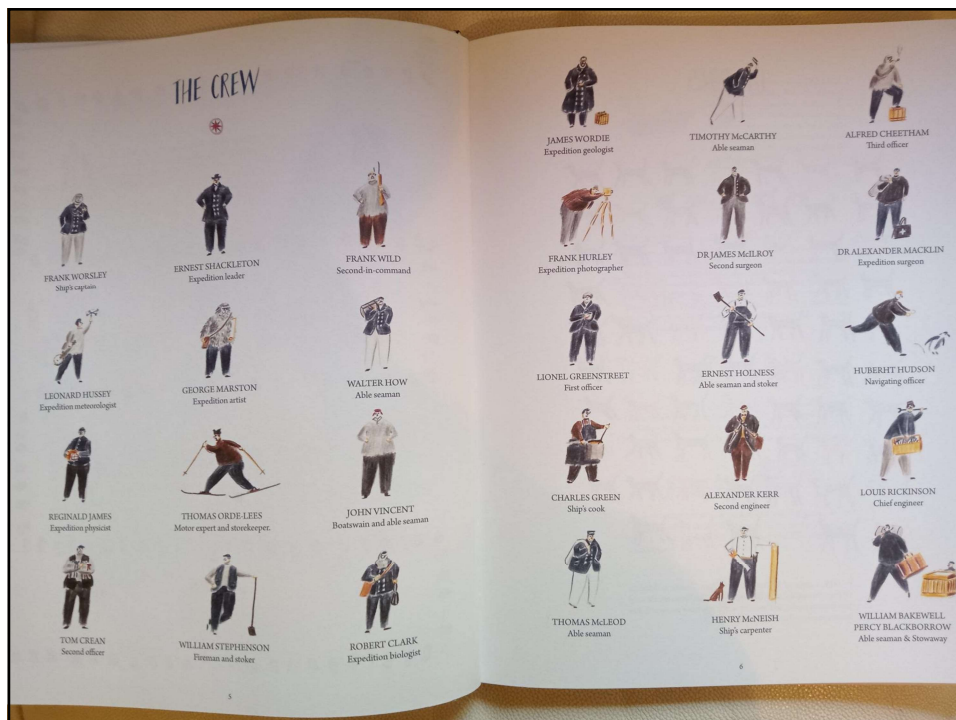 THE CREW
FRANK WORSLEY
Ship's captain
ERNEST SHACKLETON
Expedition leader
FRANK WILD
Second-in-command
LEONARD HUSSEY
Expedition meteorologist
GEORGE MARSTON
Expedition artist
WALTER HOW
Able seaman
REGINALD JAMES
Expedition physicist
THOMAS ORDE-LEES
Motor expert and storekeeper.
JOHN VINCENT
Boatswain and able seaman
TOM CREAN
Second officer
WILLIAM STEPHENSON
Fireman and stoker
ROBERT CLARK
Expedition biologist
5
JAMES WORDIE
Expedition geologist
TIMOTHY McCARTHY
Able seaman
ALFRED CHEETHAM
Third officer
FRANK HURLEY
Expedition photographer
DR JAMES McILROY
Second surgeon
DR ALEXANDER MACKLIN
Expedition surgeon
LIONEL GREENSTREET
First officer
ERNEST HOLNESS
Able seaman and stoker
HUBERHT HUDSON
Navigating officer
CHARLES GREEN
Ship's cook
ALEXANDER KERR
Second engineer
LOUIS RICKINSON
Chief engineer
THOMAS McLEOD
Able seaman
HENRY McNEISH
Ship's carpenter
WILLIAM BAKEWELL
PERCY BLACKBORROW
Able seaman & Stowaway
6